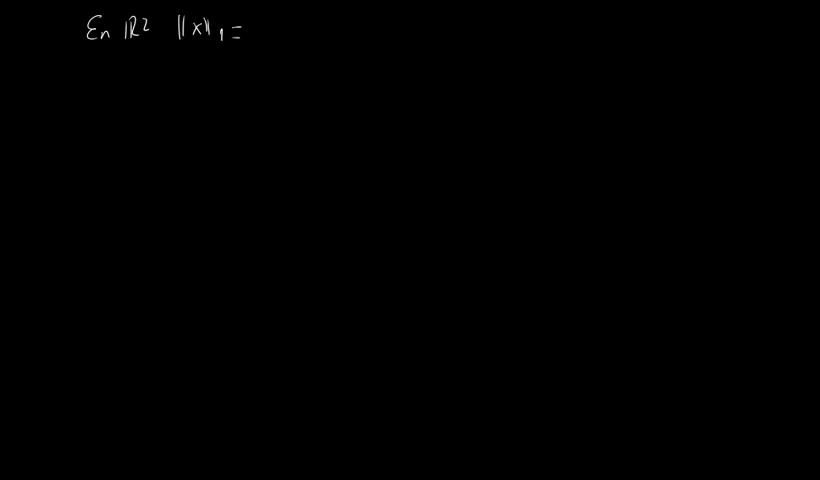 En ℝ² ||x||₁ =